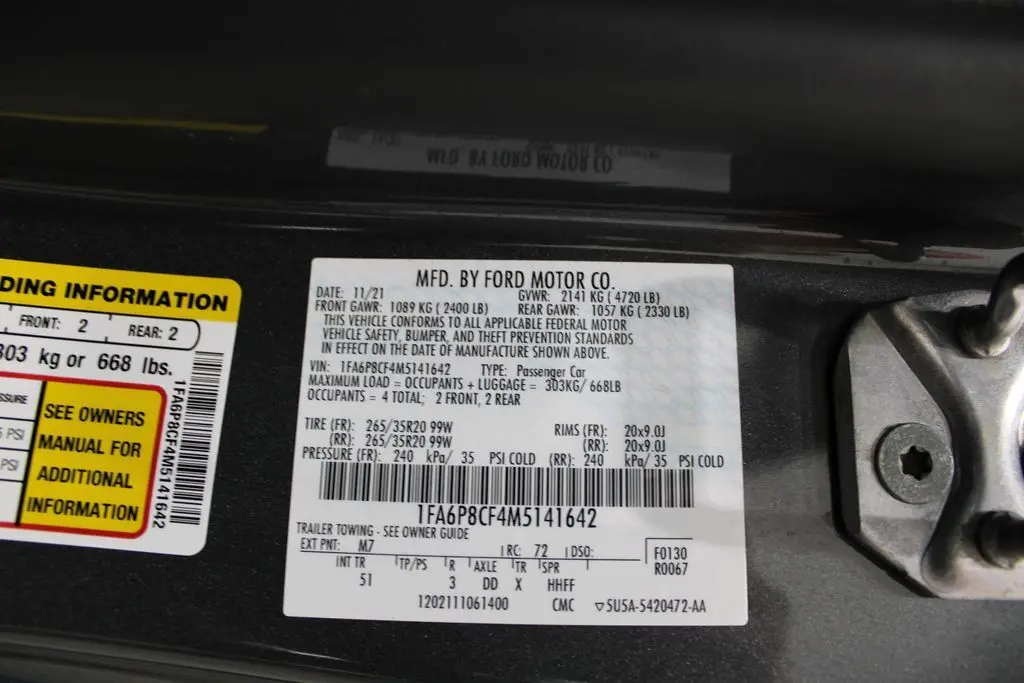 DING INFORMATION
FRONT: 2 REAR: 2
303 kg or 668 lbs.
SSURE
PSI
PSI
SEE OWNERS
MANUAL FOR
ADDITIONAL
INFORMATION
1FA6P8CF4M5141642
MFD. BY FORD MOTOR CO.
DATE: 11/21 GVWR: 2141 KG ( 4720 LB)
FRONT GAWR: 1089 KG ( 2400 LB) REAR GAWR: 1057 KG ( 2330 LB)
THIS VEHICLE CONFORMS TO ALL APPLICABLE FEDERAL MOTOR
VEHICLE SAFETY, BUMPER, AND THEFT PREVENTION STANDARDS
IN EFFECT ON THE DATE OF MANUFACTURE SHOWN ABOVE.
VIN: 1FA6P8CF4M5141642 TYPE: Passenger Car
MAXIMUM LOAD = OCCUPANTS + LUGGAGE = 303KG/ 668LB
OCCUPANTS = 4 TOTAL; 2 FRONT, 2 REAR
TIRE (FR): 265/35R20 99W RIMS (FR): 20x9.0J
(RR): 265/35R20 99W (RR): 20x9.0J
PRESSURE (FR): 240 kPa/ 35 PSI COLD (RR): 240 kPa/ 35 PSI COLD
1FA6P8CF4M5141642
TRAILER TOWING - SEE OWNER GUIDE
EXT PNT: M7 RC: 72 DSO: F0130
INT TR TP/PS R AXLE TR SPR R0067
51 3 DD X HHFF
1202111061400 CMC ▽5U5A-5420472-AA